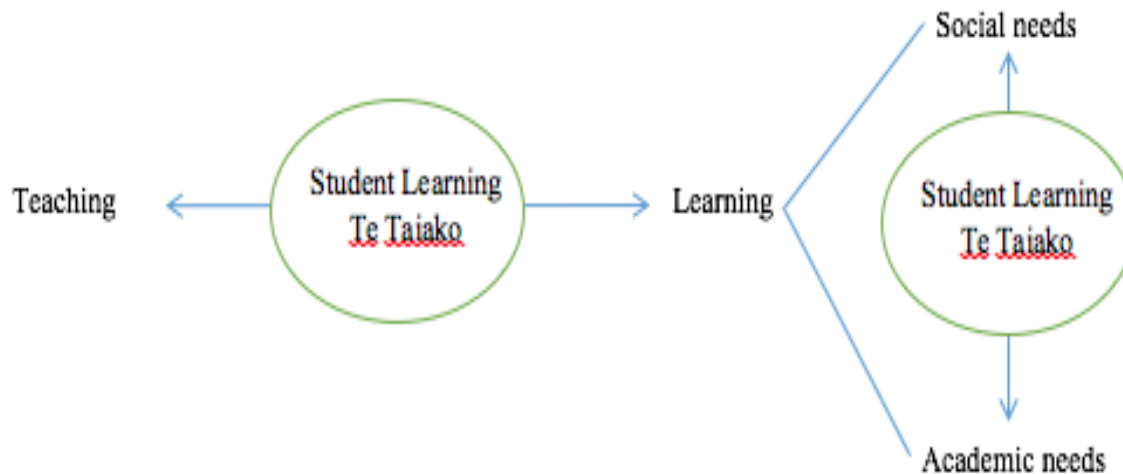 Social needs
Teaching
Student Learning
Te Taiako
Learning
Student Learning
Te Taiako
Academic needs